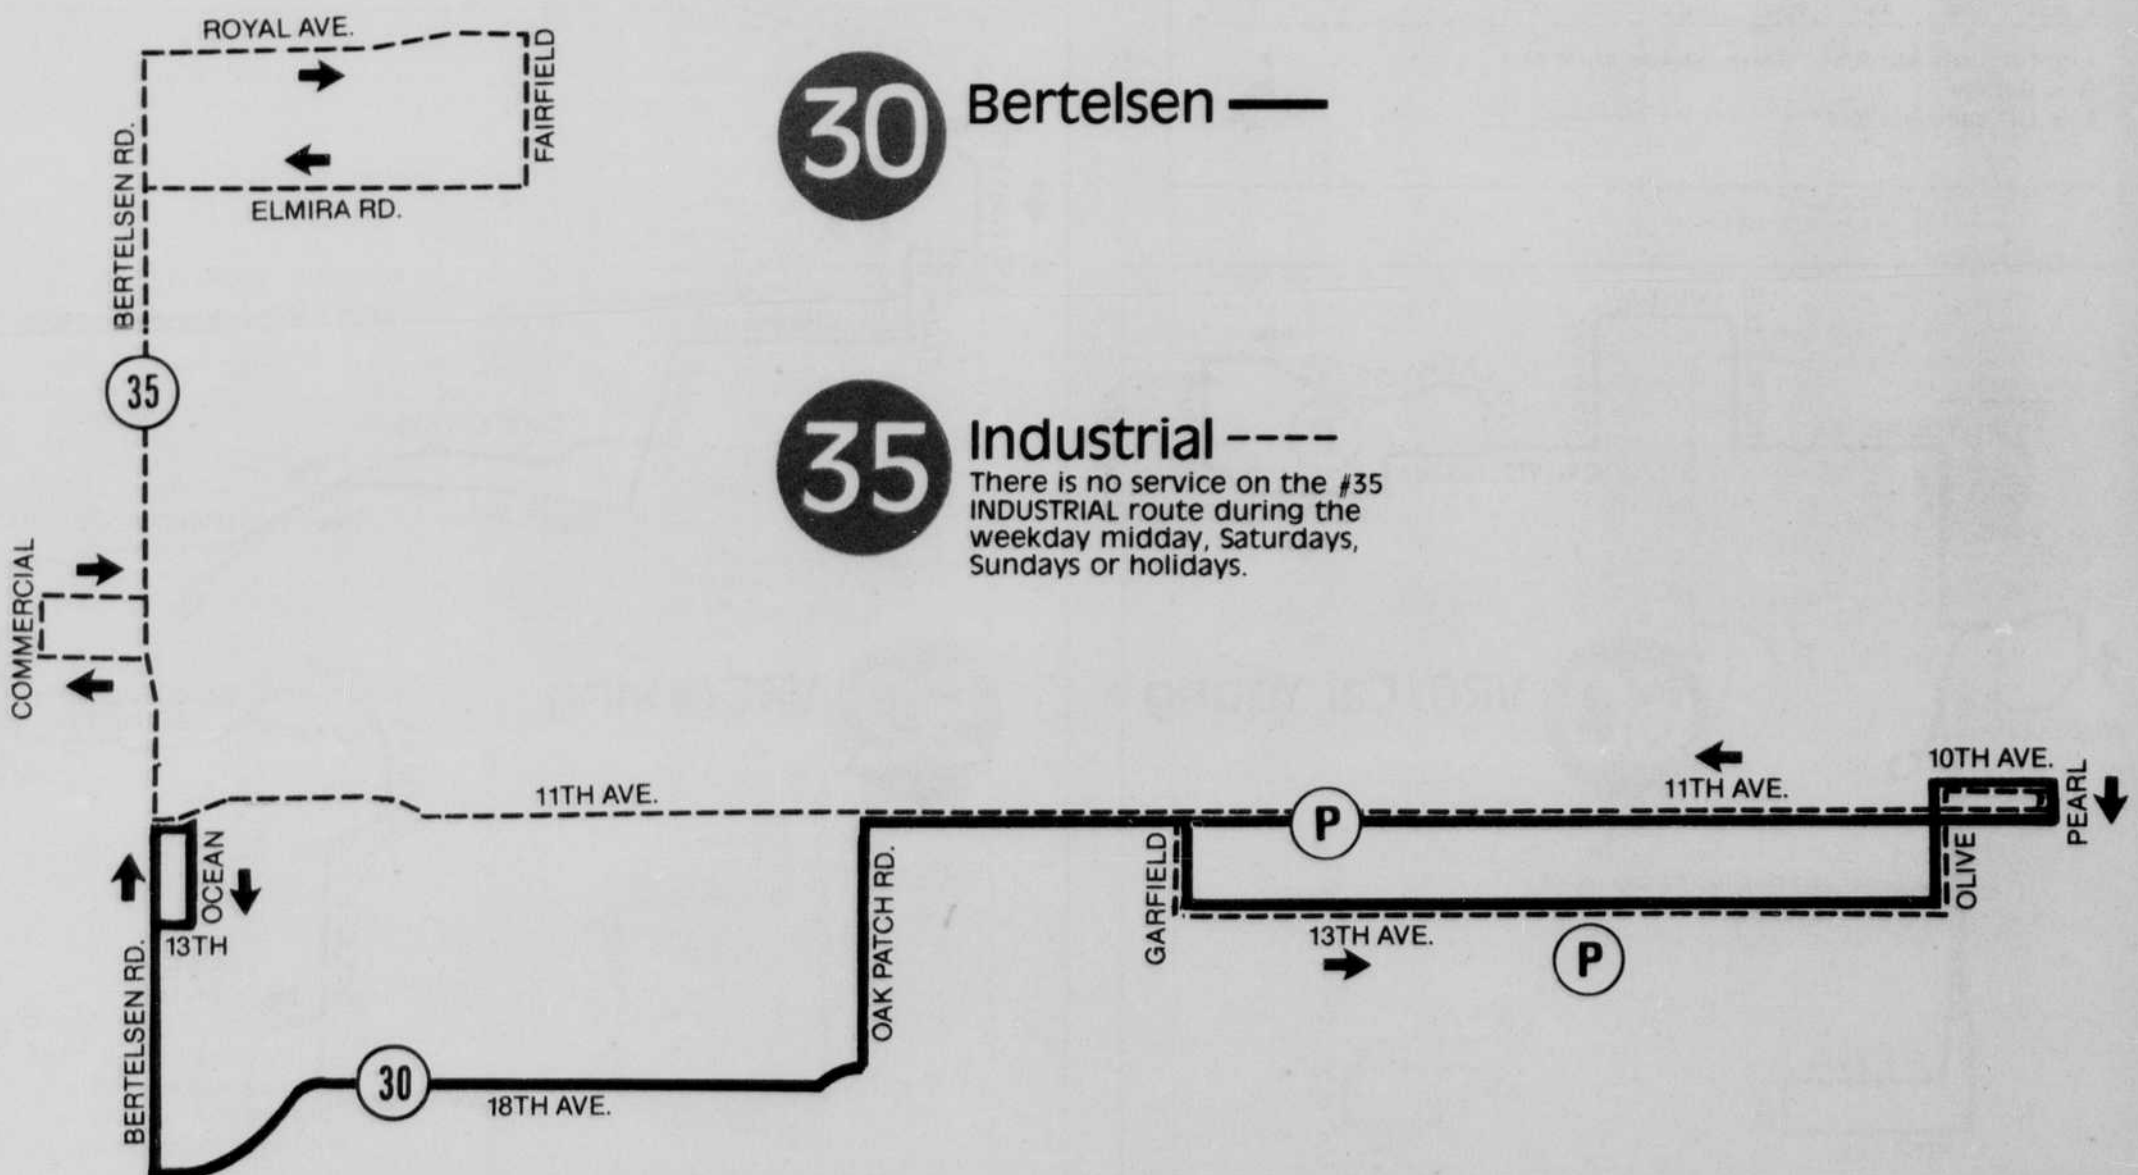 ROYAL AVE.
FAIRFIELD
BERTELSEN RD.
ELMIRA RD.
30
Bertelsen
35
35
Industrial
There is no service on the #35
INDUSTRIAL route during the
weekday midday, Saturdays,
Sundays or holidays.
COMMERCIAL
11TH AVE.
11TH AVE.
10TH AVE.
PEARL
P
OCEAN
13TH
BERTELSEN RD.
OAK PATCH RD.
GARFIELD
OLIVE
13TH AVE.
P
30
18TH AVE.